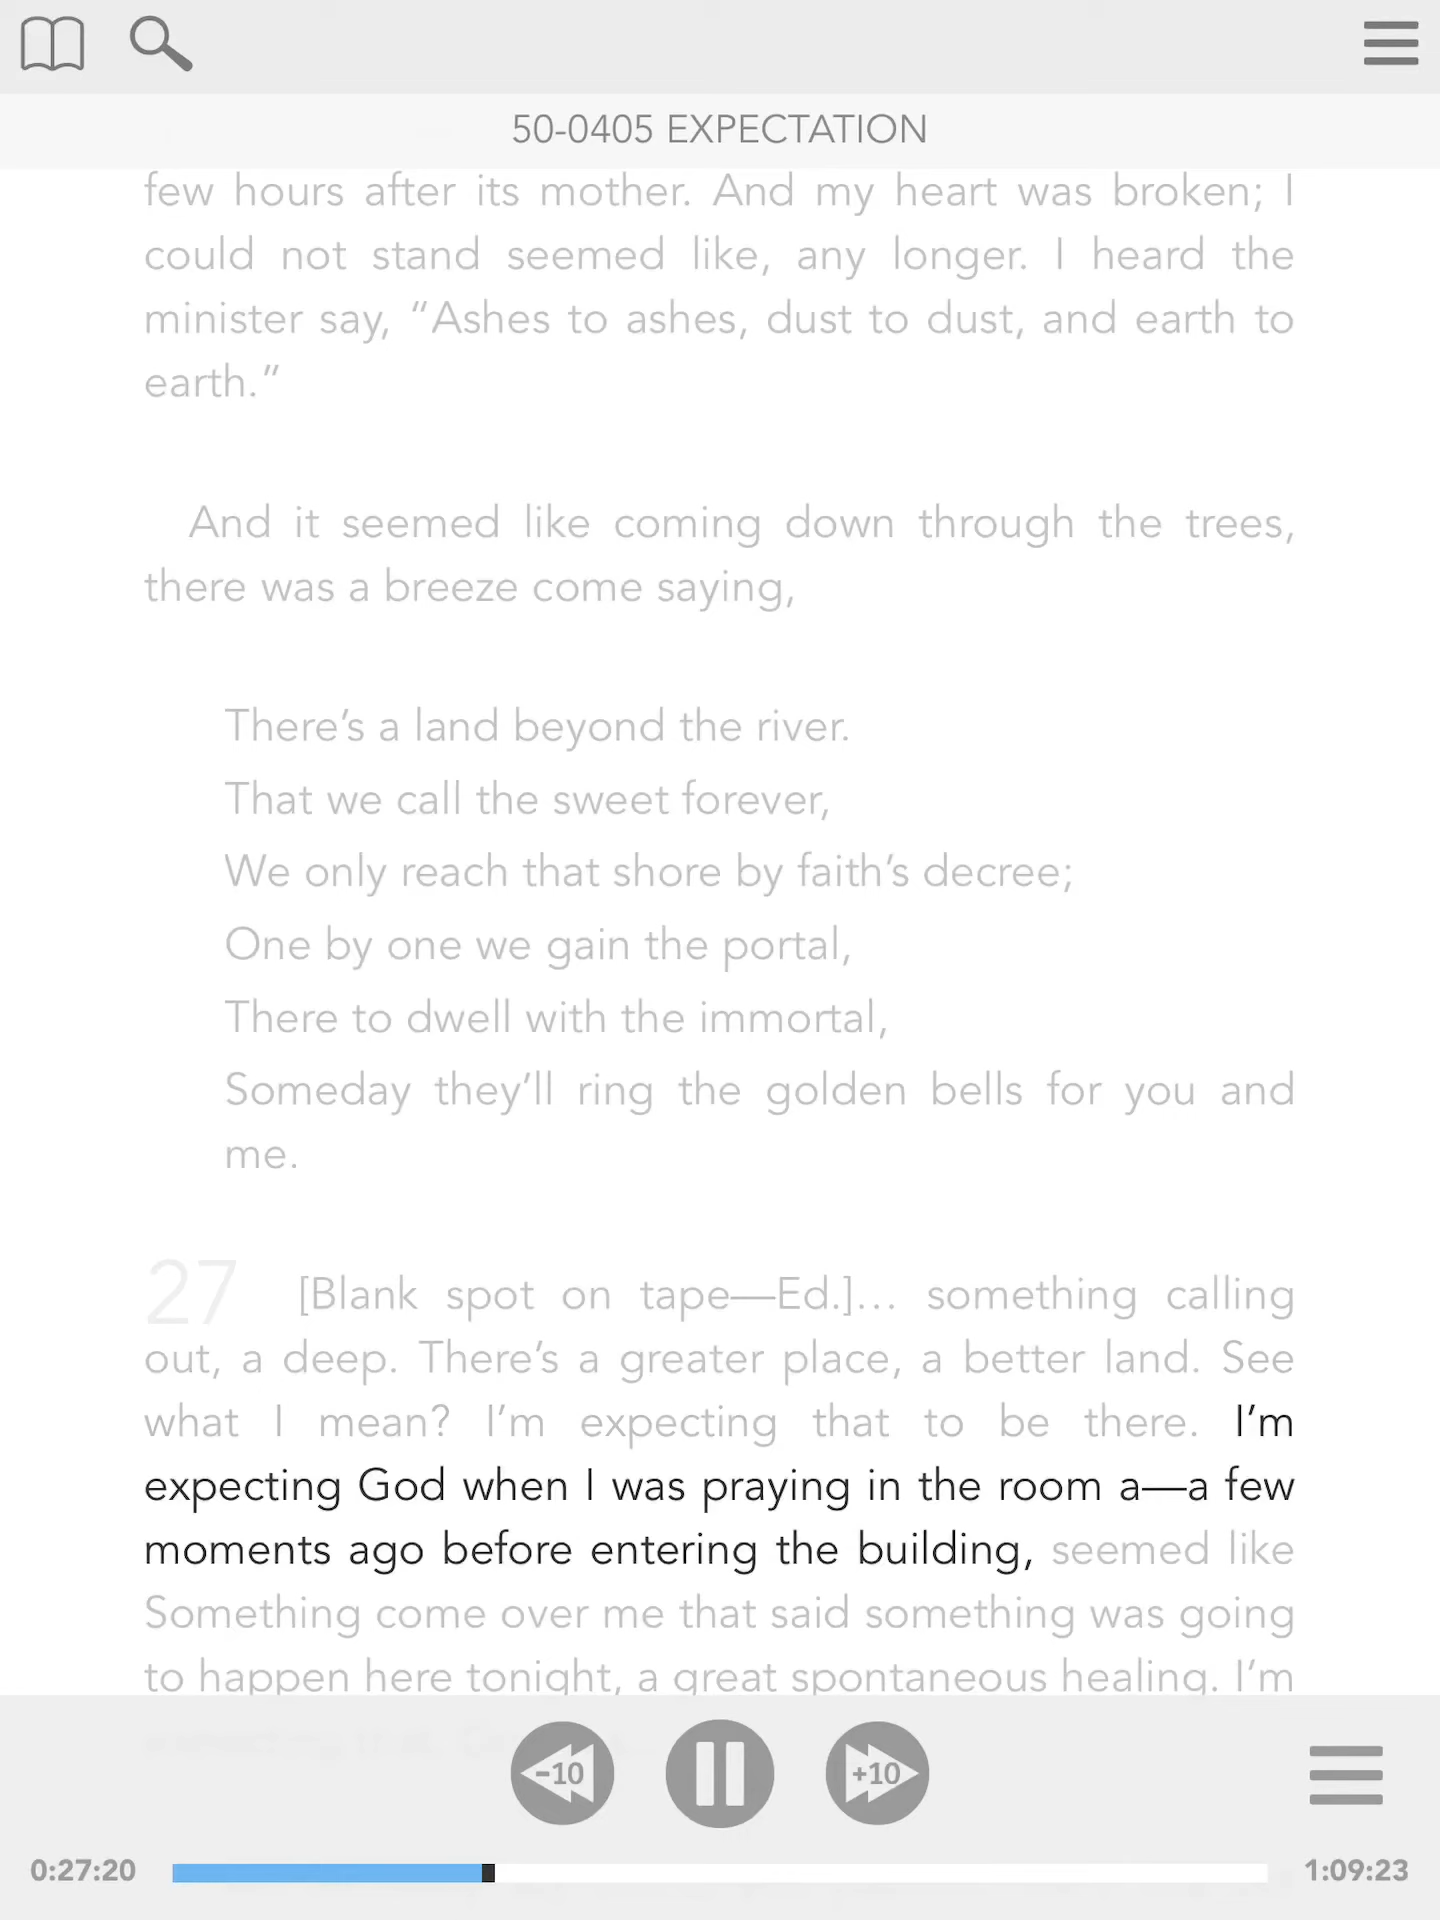 50-0405 EXPECTATION
few hours after its mother. And my heart was broken; I
could not stand seemed like, any longer. I heard the
minister say, “Ashes to ashes, dust to dust, and earth to
earth.”
And it seemed like coming down through the trees,
there was a breeze come saying,
There’s a land beyond the river.
That we call the sweet forever,
We only reach that shore by faith’s decree;
One by one we gain the portal,
There to dwell with the immortal,
Someday they’ll ring the golden bells for you and
me.
27 [Blank spot on tape—Ed.]… something calling
out, a deep. There’s a greater place, a better land. See
what I mean? I’m expecting that to be there. I’m
expecting God when I was praying in the room a—a few
moments ago before entering the building, seemed like
Something come over me that said something was going
to happen here tonight, a great spontaneous healing. I’m
-10 +10
0:27:20 1:09:23